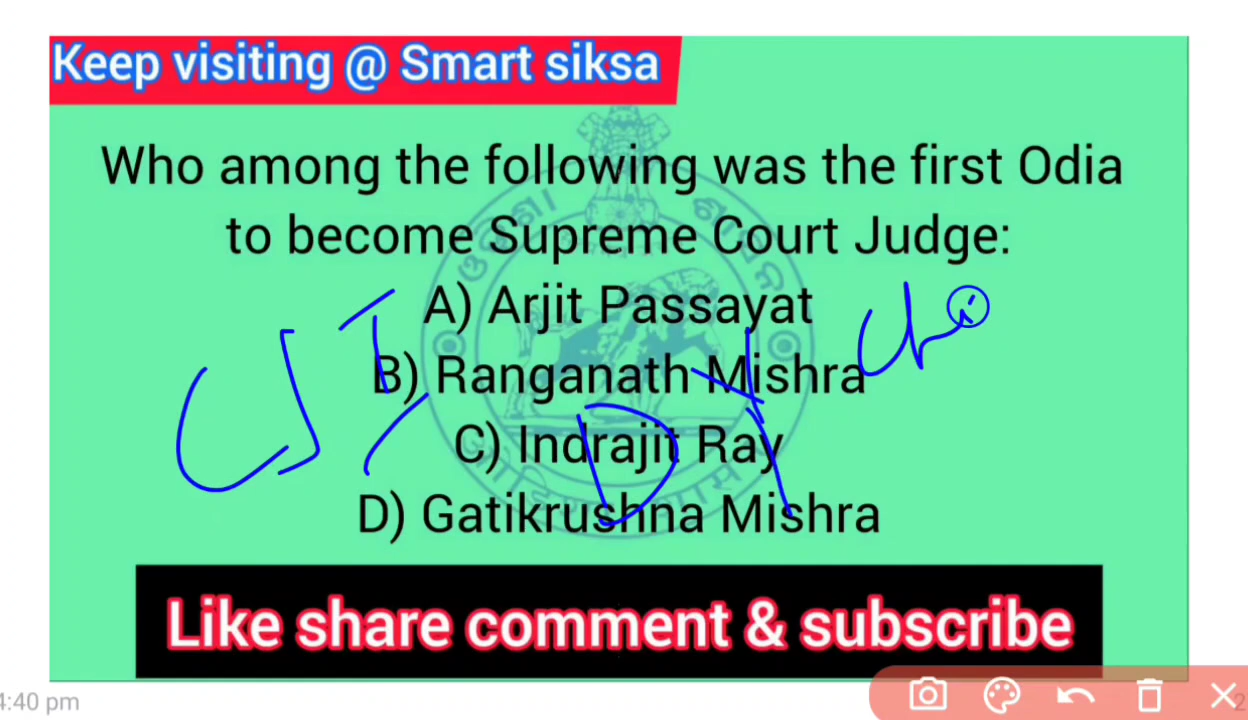 Keep visiting @ Smart siksa
Who among the following was the first Odia
to become Supreme Court Judge:
A) Arjit Passayat
B) Ranganath Mishra
C) Indrajit Ray
D) Gatikrushna Mishra
CJI
Like share comment & subscribe
4:40 pm